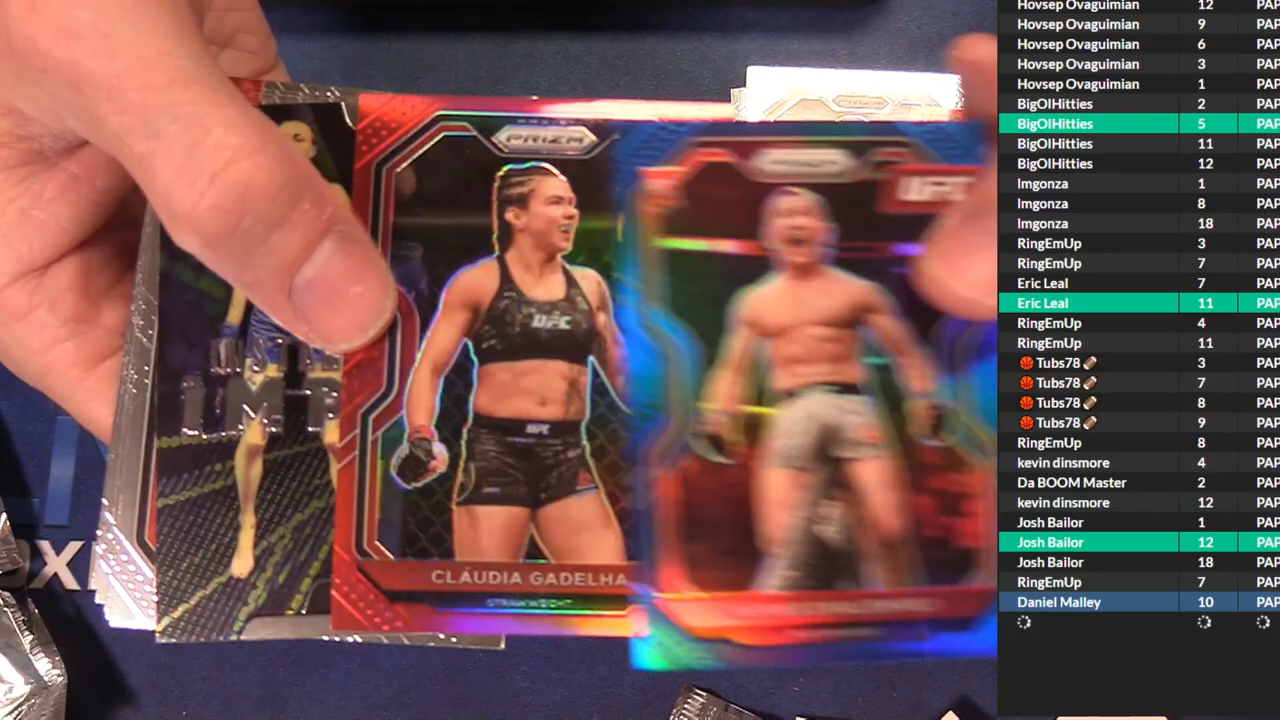 PRIZM
UFC
UFC
UFC
CLÁUDIA GADELHA
STRAWWEIGHT
OXI
Hovsep Ovaguimian 12 PAP
Hovsep Ovaguimian 9 PAP
Hovsep Ovaguimian 6 PAP
Hovsep Ovaguimian 3 PAP
Hovsep Ovaguimian 1 PAP
BigOlHitties 2 PAP
BigOlHitties 5 PAP
BigOlHitties 11 PAP
BigOlHitties 12 PAP
Imgonza 1 PAP
Imgonza 8 PAP
Imgonza 18 PAP
RingEmUp 3 PAP
RingEmUp 7 PAP
Eric Leal 7 PAP
Eric Leal 11 PAP
RingEmUp 4 PAP
RingEmUp 11 PAP
🏀 Tubs78 🏈 3 PAP
🏀 Tubs78 🏈 7 PAP
🏀 Tubs78 🏈 8 PAP
🏀 Tubs78 🏈 9 PAP
RingEmUp 8 PAP
kevin dinsmore 4 PAP
Da BOOM Master 2 PAP
kevin dinsmore 12 PAP
Josh Bailor 1 PAP
Josh Bailor 12 PAP
Josh Bailor 18 PAP
RingEmUp 7 PAP
Daniel Malley 10 PAP